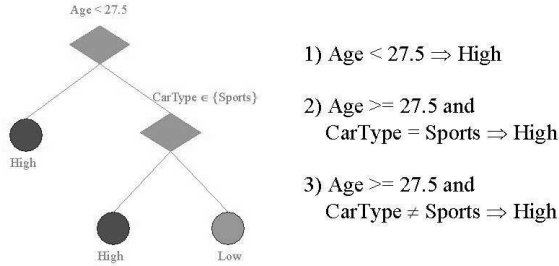 Age < 27.5
CarType ∈ {Sports}
High
High
Low
1) Age < 27.5 ⇒ High
2) Age >= 27.5 and
CarType = Sports ⇒ High
3) Age >= 27.5 and
CarType ≠ Sports ⇒ High